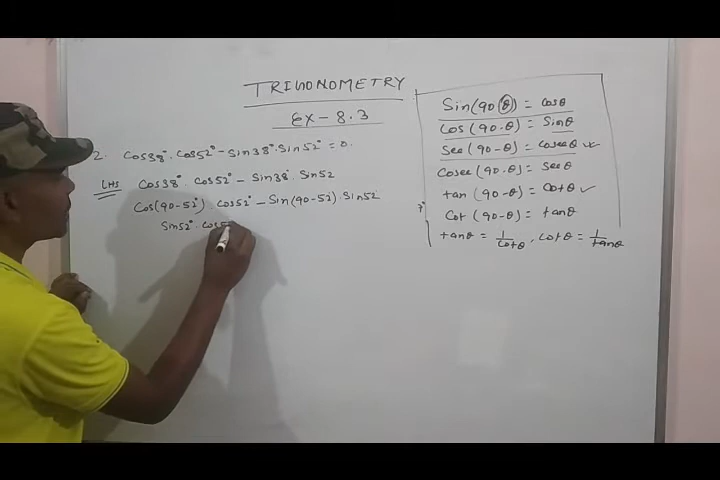 TRIGONOMETRY
Ex - 8.3
2. Cos38°. Cos52° - Sin38°. Sin52° = 0.
LHS Cos38°. Cos52° - Sin38°. Sin52
Cos(90-52°). Cos52° - Sin(90-52). Sin52
Sin52°. Cos5
Sin(90 θ) = Cosθ
Cos (90-θ) = Sinθ
Sec (90-θ) = Cosecθ
Cosec (90-θ) = Secθ
tan (90-θ) = Cotθ ✓
Cot (90-θ) = tanθ
tanθ = 1/Cotθ, Cotθ = 1/tanθ